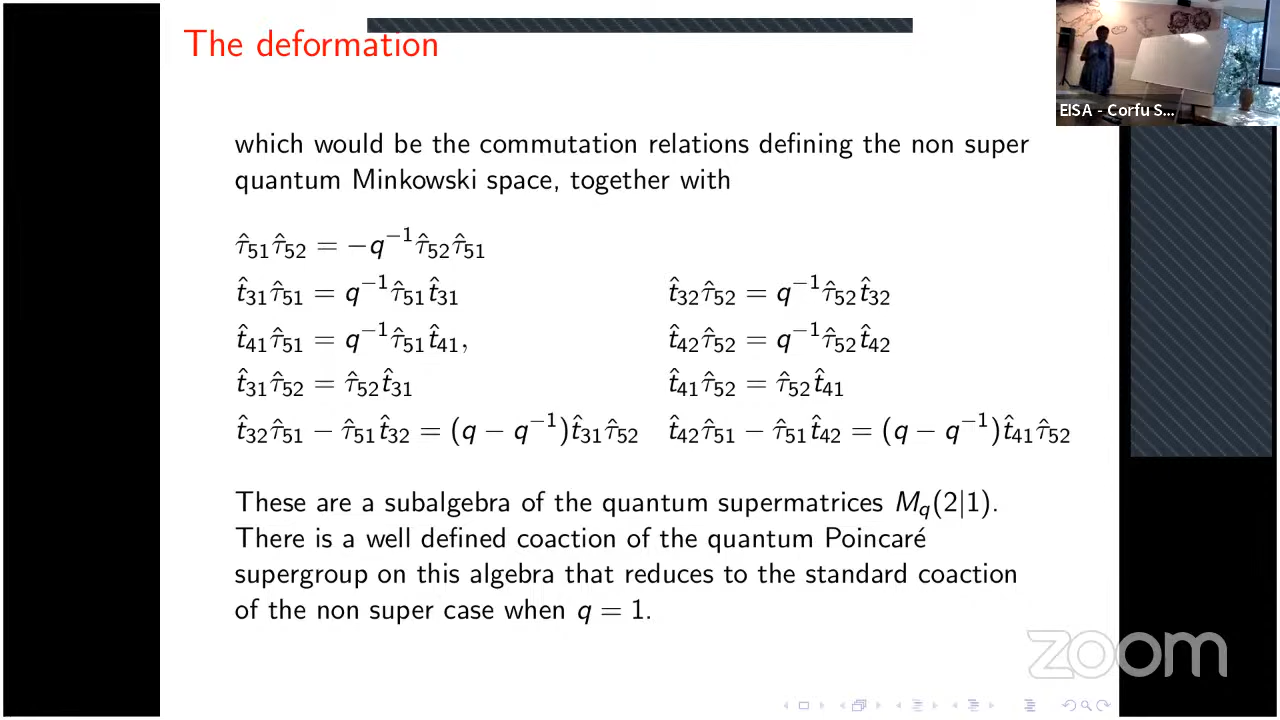 The deformation
EISA - Corfu S...
which would be the commutation relations defining the non super
quantum Minkowski space, together with
τ̂₅₁τ̂₅₂ = −q⁻¹τ̂₅₂τ̂₅₁
t̂₃₁τ̂₅₁ = q⁻¹τ̂₅₁t̂₃₁ t̂₃₂τ̂₅₂ = q⁻¹τ̂₅₂t̂₃₂
t̂₄₁τ̂₅₁ = q⁻¹τ̂₅₁t̂₄₁, t̂₄₂τ̂₅₂ = q⁻¹τ̂₅₂t̂₄₂
t̂₃₁τ̂₅₂ = τ̂₅₂t̂₃₁ t̂₄₁τ̂₅₂ = τ̂₅₂t̂₄₁
t̂₃₂τ̂₅₁ − τ̂₅₁t̂₃₂ = (q − q⁻¹)t̂₃₁τ̂₅₂ t̂₄₂τ̂₅₁ − τ̂₅₁t̂₄₂ = (q − q⁻¹)t̂₄₁τ̂₅₂
These are a subalgebra of the quantum supermatrices M_q(2|1).
There is a well defined coaction of the quantum Poincaré
supergroup on this algebra that reduces to the standard coaction
of the non super case when q = 1.
zoom